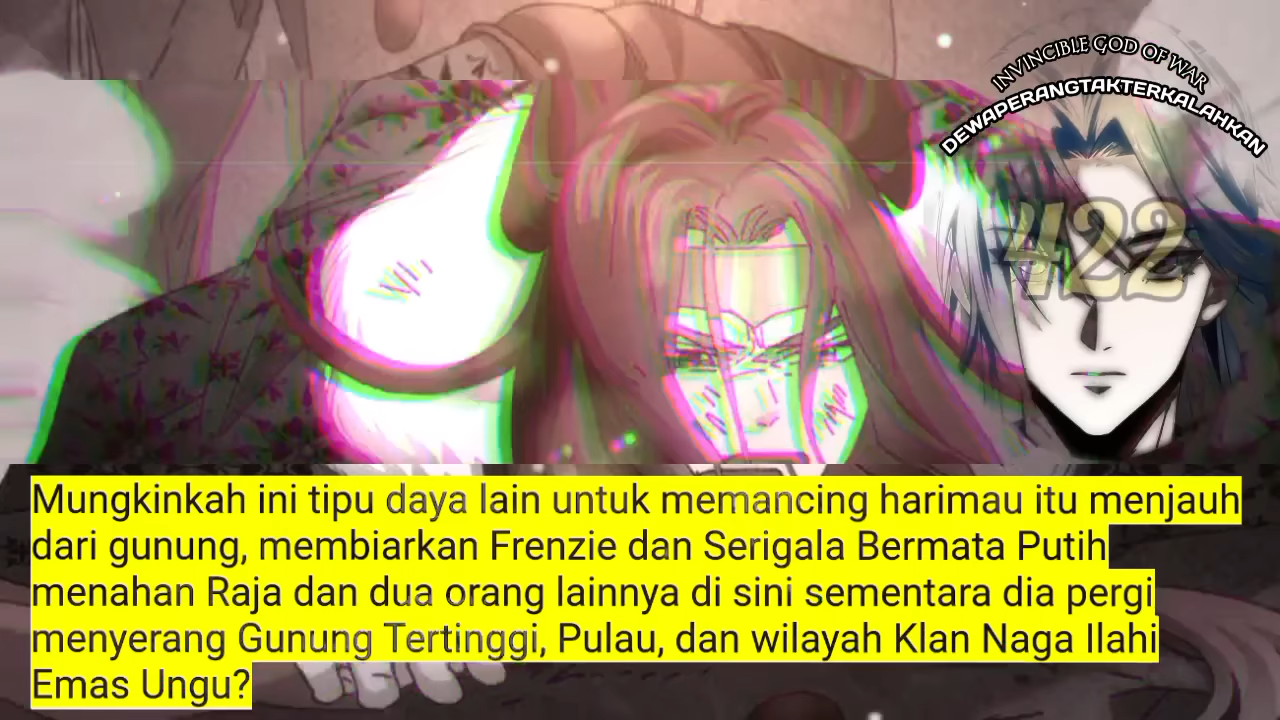 INVINCIBLE GOD OF WAR
DEWAPERANGTAKTERKALAHKAN
422
Mungkinkah ini tipu daya lain untuk memancing harimau itu menjauh
dari gunung, membiarkan Frenzie dan Serigala Bermata Putih
menahan Raja dan dua orang lainnya di sini sementara dia pergi
menyerang Gunung Tertinggi, Pulau, dan wilayah Klan Naga Ilahi
Emas Ungu?